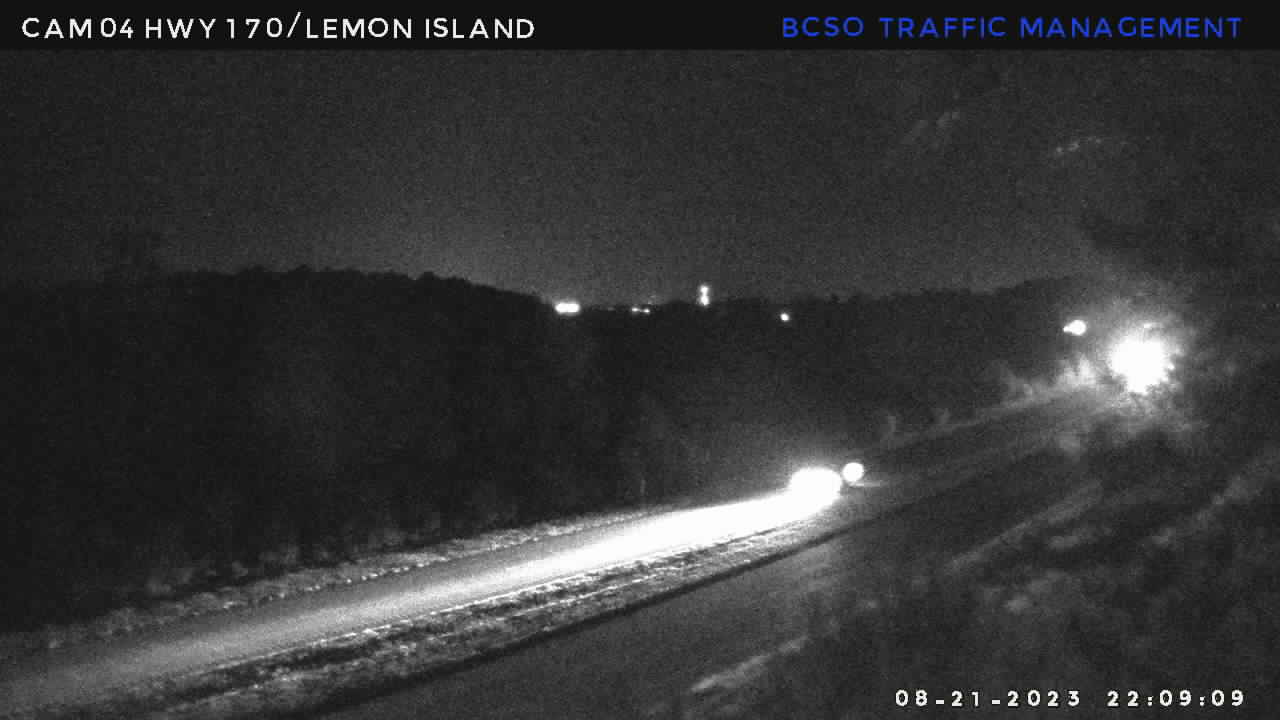 CAM04 HWY 170/LEMON ISLAND
BCSO TRAFFIC MANAGEMENT
08-21-2023 22:09:09